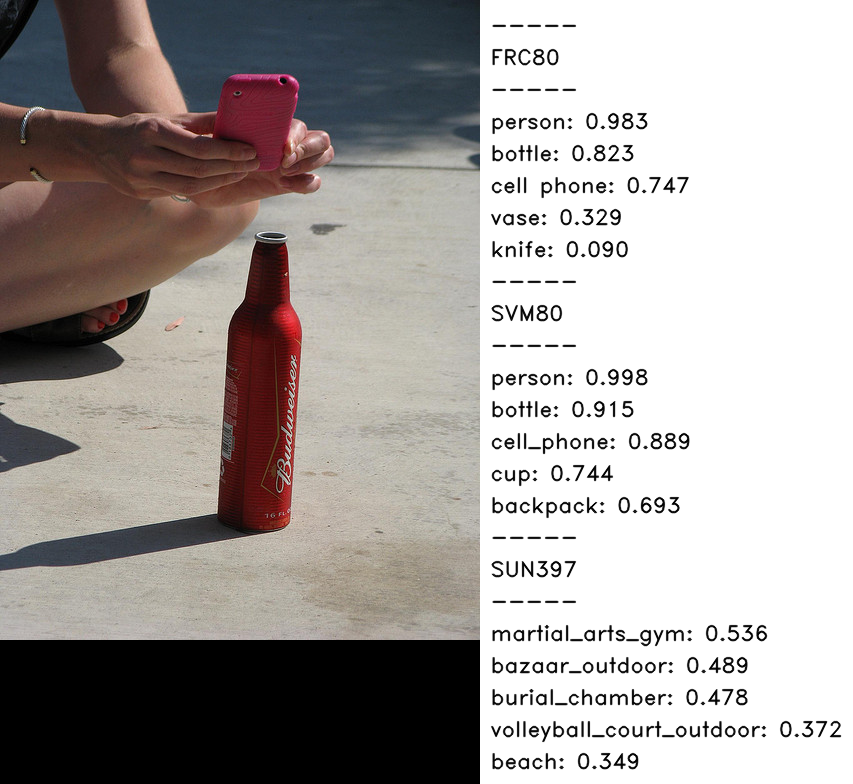 Budweiser
16 FL.
-----
FRC80
-----
person: 0.983
bottle: 0.823
cell phone: 0.747
vase: 0.329
knife: 0.090
-----
SVM80
-----
person: 0.998
bottle: 0.915
cell_phone: 0.889
cup: 0.744
backpack: 0.693
-----
SUN397
-----
martial_arts_gym: 0.536
bazaar_outdoor: 0.489
burial_chamber: 0.478
volleyball_court_outdoor: 0.372
beach: 0.349